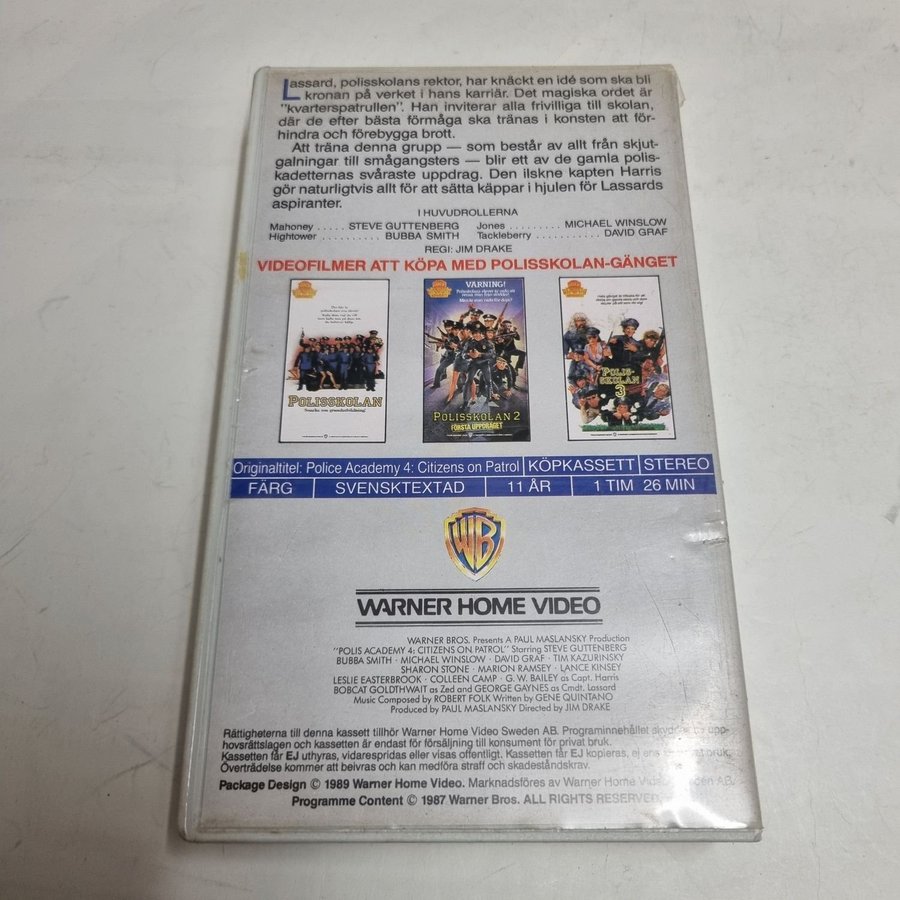 Lassard, polisskolans rektor, har knäckt en idé som ska bli
kronan på verket i hans karriär. Det magiska ordet är
"kvarterspatrullen". Han inviterar alla frivilliga till skolan,
där de efter bästa förmåga ska tränas i konsten att för-
hindra och förebygga brott.
Att träna denna grupp — som består av allt från skjut-
galningar till smågangsters — blir ett av de gamla polis-
kadetternas svåraste uppdrag. Den ilskne kapten Harris
gör naturligtvis allt för att sätta käppar i hjulen för Lassards
aspiranter.
I HUVUDROLLERNA
Mahoney ..... STEVE GUTTENBERG Jones ......... MICHAEL WINSLOW
Hightower .......... BUBBA SMITH Tackleberry ........... DAVID GRAF
REGI: JIM DRAKE
VIDEOFILMER ATT KÖPA MED POLISSKOLAN-GÄNGET
VARNING!
POLISSKOLAN
POLISSKOLAN 2
FÖRSTA UPPDRAGET
POLIS-
SKOLAN
3
Originaltitel: Police Academy 4: Citizens on Patrol KÖPKASSETT STEREO
FÄRG SVENSKTEXTAD 11 ÅR 1 TIM 26 MIN
WB
WARNER HOME VIDEO
WARNER BROS. Presents A PAUL MASLANSKY Production
"POLIS ACADEMY 4: CITIZENS ON PATROL" Starring STEVE GUTTENBERG
BUBBA SMITH · MICHAEL WINSLOW · DAVID GRAF · TIM KAZURINSKY
SHARON STONE · MARION RAMSEY · LANCE KINSEY
LESLIE EASTERBROOK · COLLEEN CAMP · G. W. BAILEY as Capt. Harris
BOBCAT GOLDTHWAIT as Zed and GEORGE GAYNES as Cmdt. Lassard
Music Composed by ROBERT FOLK Written by GENE QUINTANO
Produced by PAUL MASLANSKY Directed by JIM DRAKE
Rättigheterna till denna kassett tillhör Warner Home Video Sweden AB. Programinnehållet skyddas av upp-
hovsrättslagen och kassetten är endast för försäljning till konsument för privat bruk.
Kassetten får EJ uthyras, vidarespridas eller visas offentligt. Kassetten får EJ kopieras, ej ens privat bruk.
Övertrådelse kommer att beivras och kan medföra straff och skadeståndskrav.
Package Design © 1989 Warner Home Video. Marknadsföres av Warner Home Video Sweden AB.
Programme Content © 1987 Warner Bros. ALL RIGHTS RESERVED.